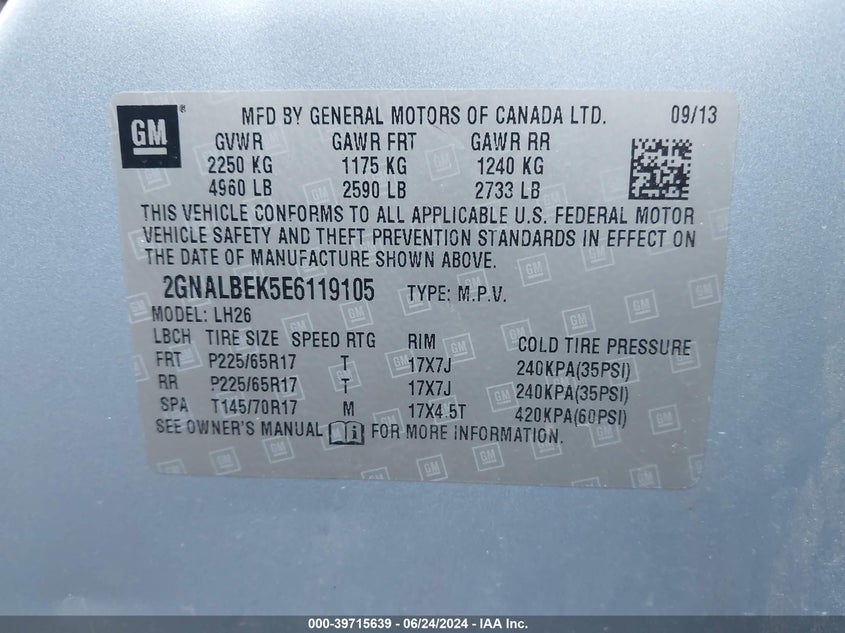 GM ®
MFD BY GENERAL MOTORS OF CANADA LTD. 09/13
GVWR GAWR FRT GAWR RR
2250 KG 1175 KG 1240 KG
4960 LB 2590 LB 2733 LB
THIS VEHICLE CONFORMS TO ALL APPLICABLE U.S. FEDERAL MOTOR
VEHICLE SAFETY AND THEFT PREVENTION STANDARDS IN EFFECT ON
THE DATE OF MANUFACTURE SHOWN ABOVE.
2GNALBEK5E6119105 TYPE: M.P.V.
MODEL: LH26
LBCH TIRE SIZE SPEED RTG RIM COLD TIRE PRESSURE
FRT P225/65R17 T 17X7J 240KPA(35PSI)
RR P225/65R17 T 17X7J 240KPA(35PSI)
SPA T145/70R17 M 17X4.5T 420KPA(60PSI)
SEE OWNER'S MANUAL i FOR MORE INFORMATION.
000-39715639 - 06/24/2024 - IAA Inc.